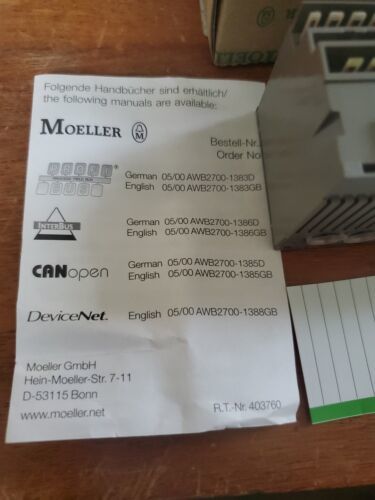 Folgende Handbücher sind erhältlich/
the following manuals are available:
MOELLER
Bestell-Nr.
Order No
German 05/00 AWB2700-1383D
English 05/00 AWB2700-1383GB
INTERBUS
German 05/00 AWB2700-1386D
English 05/00 AWB2700-1386GB
CANopen
German 05/00 AWB2700-1385D
English 05/00 AWB2700-1385GB
DeviceNet.
English 05/00 AWB2700-1388GB
Moeller GmbH
Hein-Moeller-Str. 7-11
D-53115 Bonn
www.moeller.net
R.T.-Nr. 403760